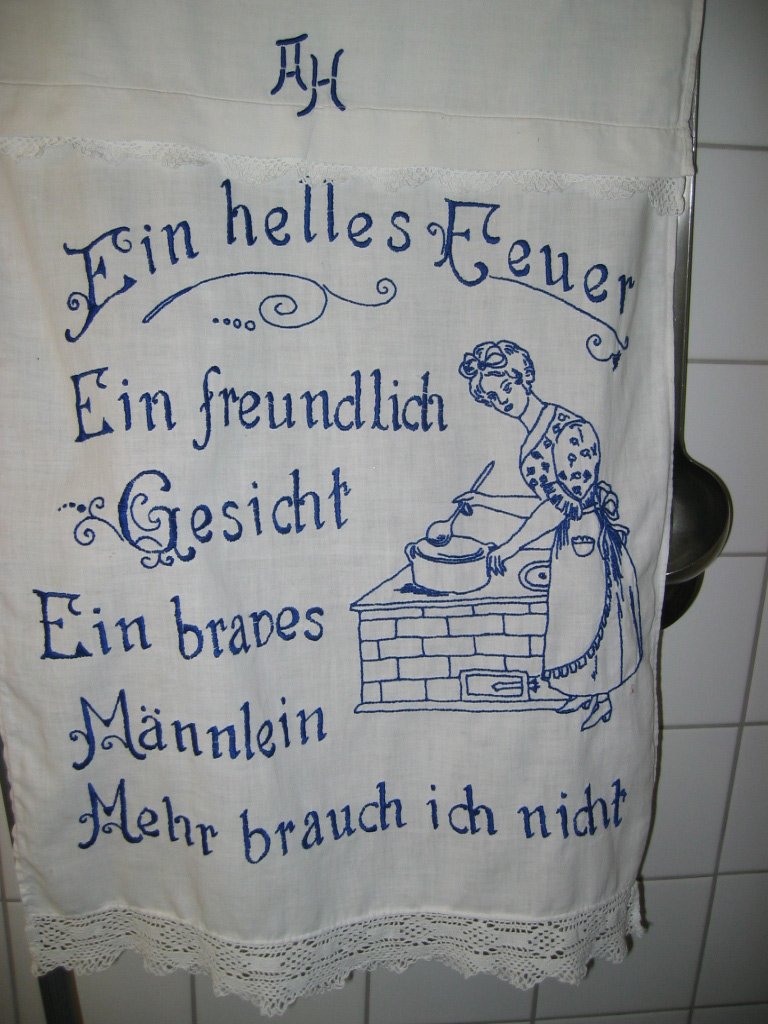 AH
Ein helles Feuer
Ein freundlich
Gesicht
Ein braves
Männlein
Mehr brauch ich nicht